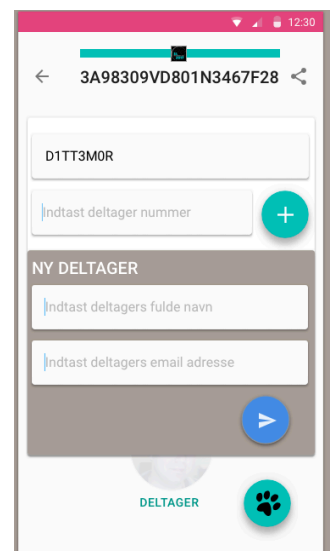 12:30
3A98309VD801N3467F28
D1TT3M0R
Indtast deltager nummer
NY DELTAGER
Indtast deltagers fulde navn
Indtast deltagers email adresse
DELTAGER